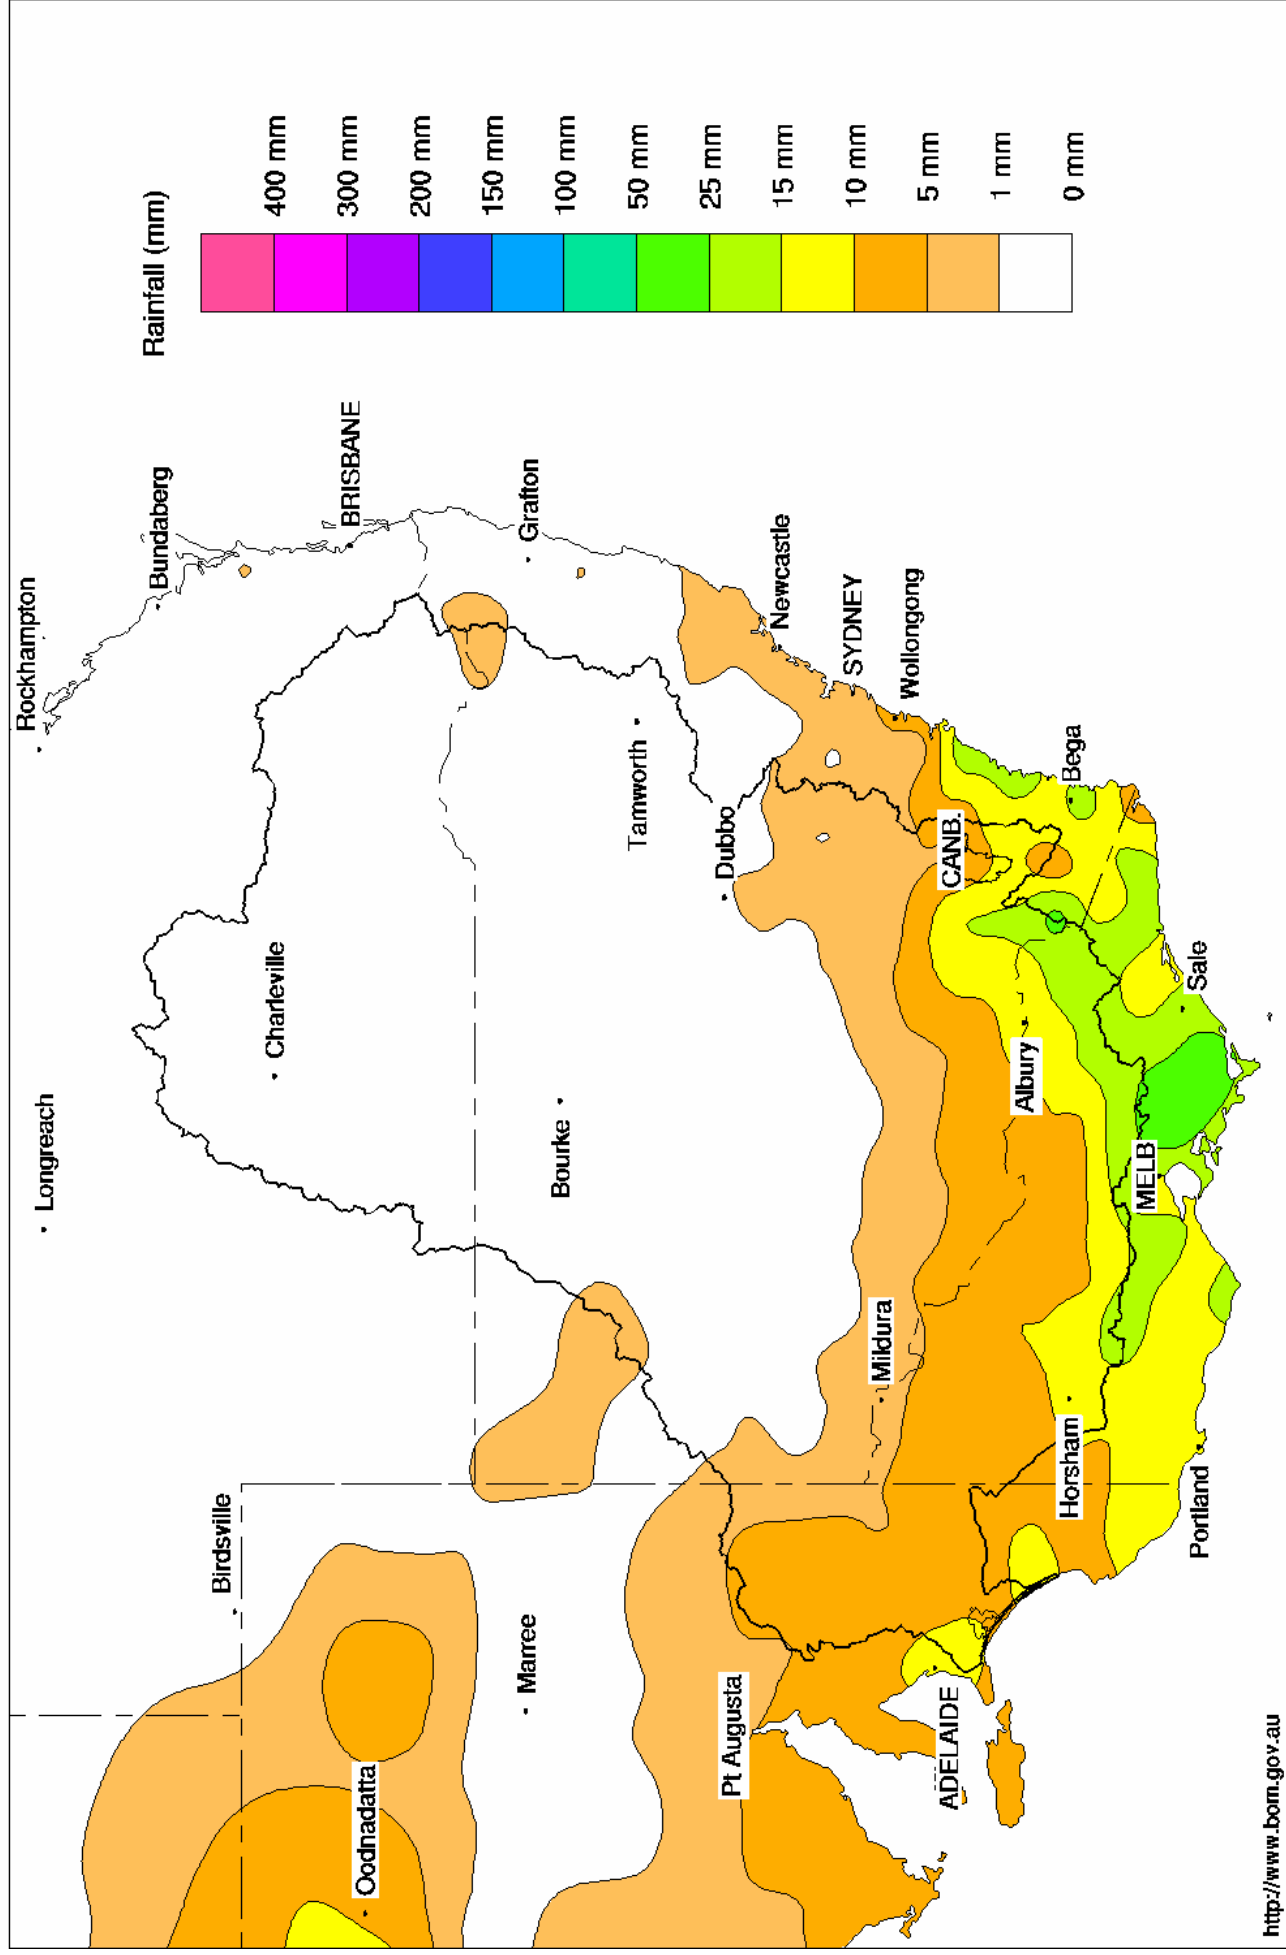 Rainfall (mm)
400 mm
300 mm
200 mm
150 mm
100 mm
50 mm
25 mm
15 mm
10 mm
5 mm
1 mm
0 mm
Rockhampton
Longreach
Bundaberg
Birdsville
Charleville
BRISBANE
Oodnadatta
Marree
Bourke
Grafton
Tamworth
Dubbo
Pt Augusta
Newcastle
SYDNEY
Mildura
Wollongong
ADELAIDE
CANB.
Albury
Horsham
Bega
MELB
Portland
Sale
http://www.bom.gov.au